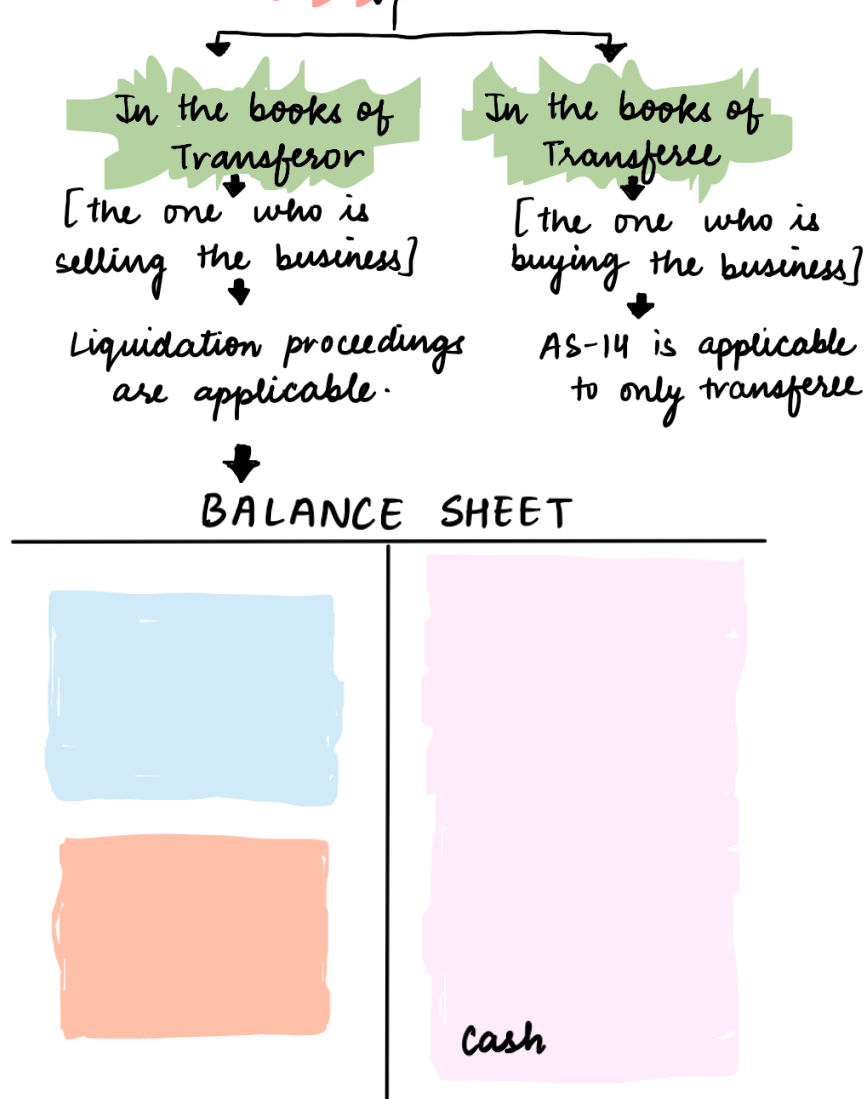 In the books of
Transferor
[the one who is
selling the business]
Liquidation proceedings
are applicable.
In the books of
Transferee
[the one who is
buying the business]
AS-14 is applicable
to only transferee
BALANCE SHEET
Cash